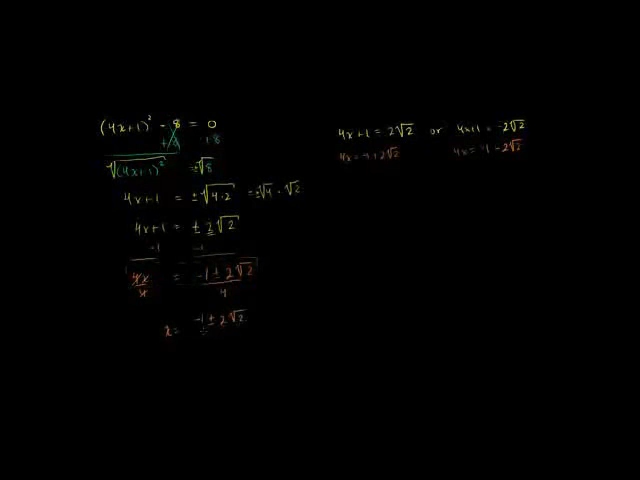 (4x+1)² - 8 = 0
+8 +8
√(4x+1)² = ±√8
4x+1 = ±√4·2 = ±√4 · √2
4x+1 = ± 2√2
-1 -1
4x/4 = -1 ± 2√2 / 4
x = -1 ± 2√2
4x+1 = 2√2 or 4x+1 = -2√2
4x = -1 + 2√2 4x = -1 - 2√2